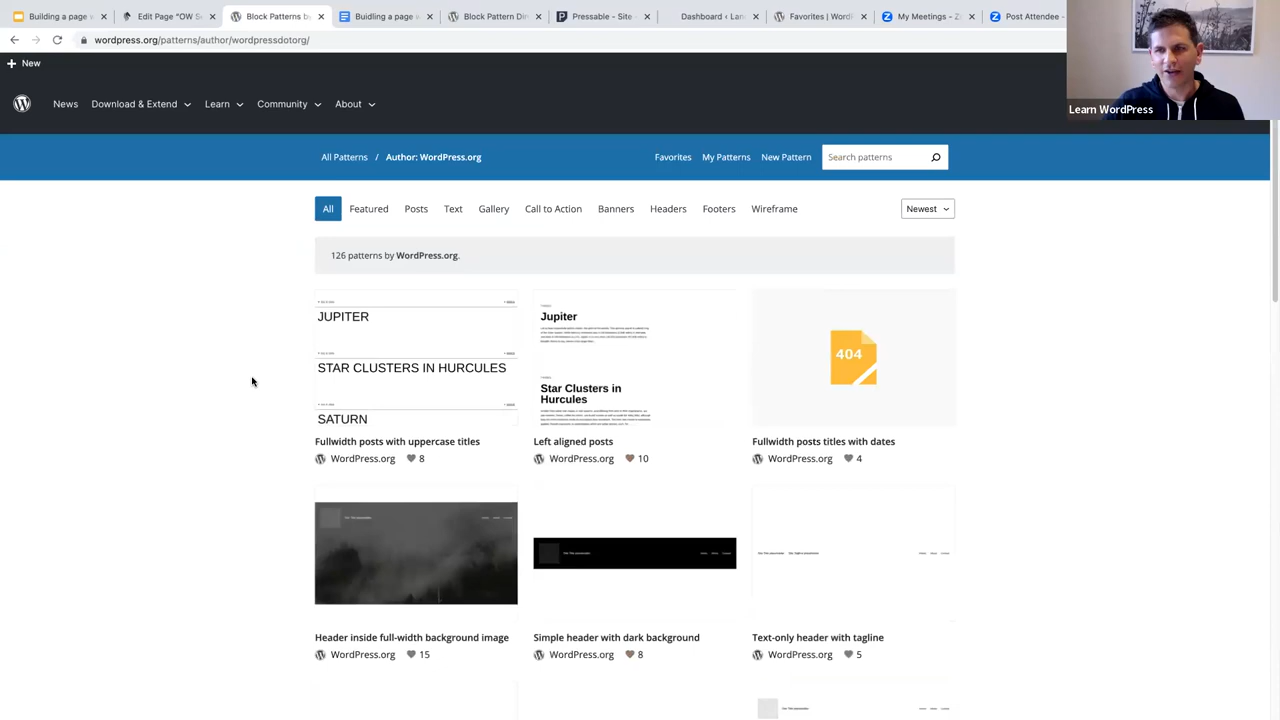 Building a page
Edit Page “OW S
Block Patterns b
Buidling a page
Block Pattern Di
Pressable - Site
Dashboard ‹ Lan
Favorites | WordP
My Meetings - Z
Post Attendee
wordpress.org/patterns/author/wordpressdotorg/
New
News
Download & Extend
Learn
Community
About
Learn WordPress
All Patterns / Author: WordPress.org
Favorites
My Patterns
New Pattern
Search patterns
All
Featured
Posts
Text
Gallery
Call to Action
Banners
Headers
Footers
Wireframe
Newest
126 patterns by WordPress.org.
JUPITER
STAR CLUSTERS IN HURCULES
SATURN
Jupiter
Star Clusters in
Hurcules
404
Fullwidth posts with uppercase titles
WordPress.org 8
Left aligned posts
WordPress.org 10
Fullwidth posts titles with dates
WordPress.org 4
Header inside full-width background image
WordPress.org 15
Simple header with dark background
WordPress.org 8
Text-only header with tagline
WordPress.org 5